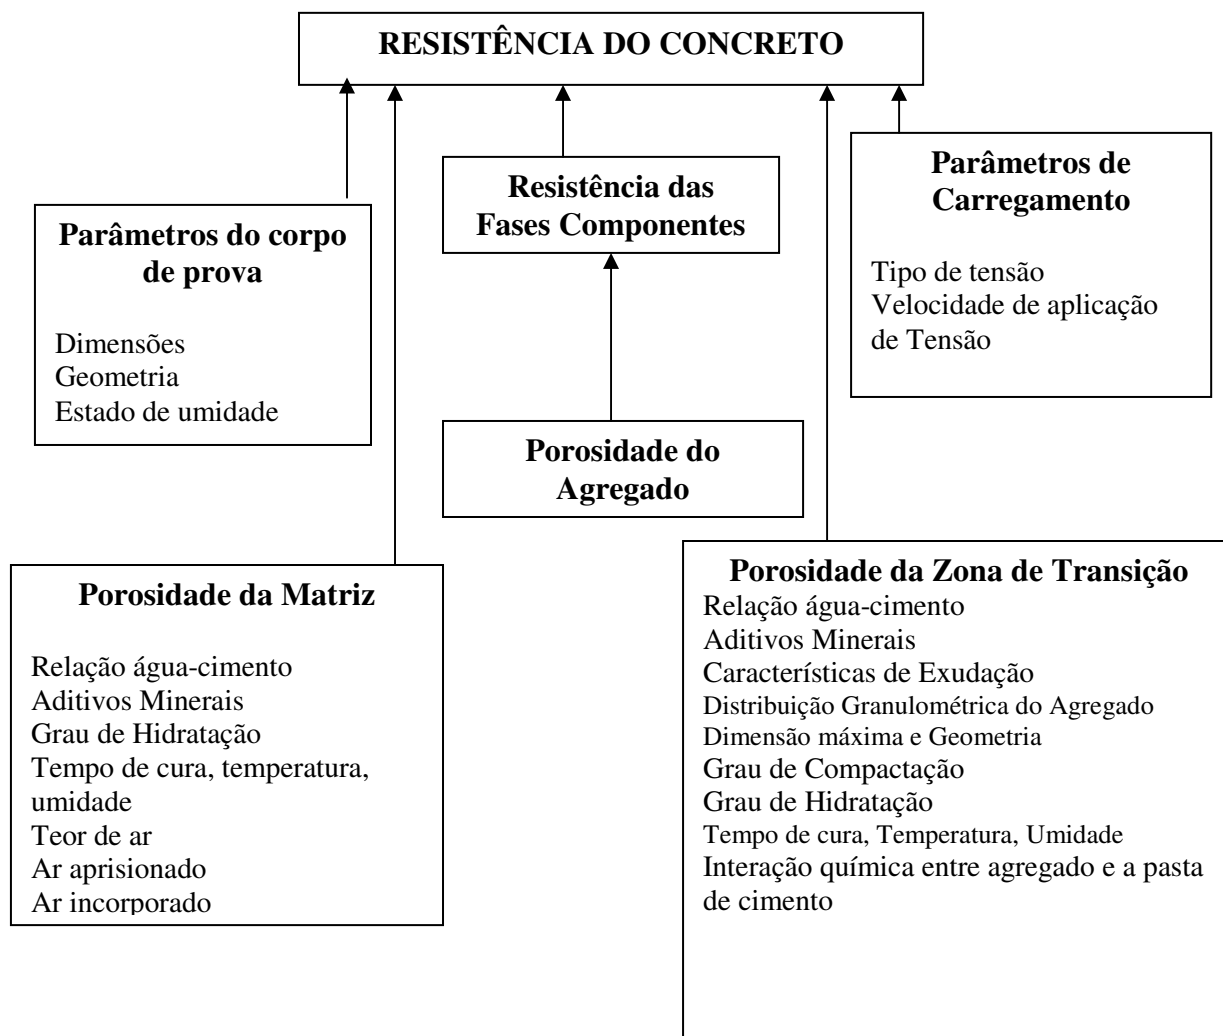 RESISTÊNCIA DO CONCRETO
Resistência das
Fases Componentes
Parâmetros de
Carregamento
Tipo de tensão
Velocidade de aplicação
de Tensão
Parâmetros do corpo
de prova
Dimensões
Geometria
Estado de umidade
Porosidade do
Agregado
Porosidade da Matriz
Relação água-cimento
Aditivos Minerais
Grau de Hidratação
Tempo de cura, temperatura,
umidade
Teor de ar
Ar aprisionado
Ar incorporado
Porosidade da Zona de Transição
Relação água-cimento
Aditivos Minerais
Características de Exudação
Distribuição Granulométrica do Agregado
Dimensão máxima e Geometria
Grau de Compactação
Grau de Hidratação
Tempo de cura, Temperatura, Umidade
Interação química entre agregado e a pasta
de cimento